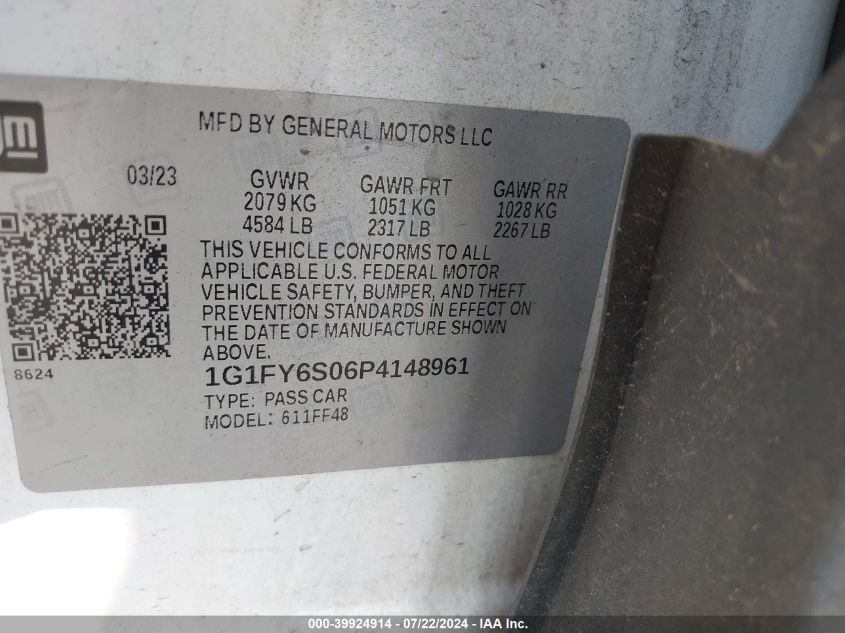 gm
MFD BY GENERAL MOTORS LLC
03/23
GVWR GAWR FRT GAWR RR
2079 KG 1051 KG 1028 KG
4584 LB 2317 LB 2267 LB
THIS VEHICLE CONFORMS TO ALL
APPLICABLE U.S. FEDERAL MOTOR
VEHICLE SAFETY, BUMPER, AND THEFT
PREVENTION STANDARDS IN EFFECT ON
THE DATE OF MANUFACTURE SHOWN
ABOVE.
8624
1G1FY6S06P4148961
TYPE: PASS CAR
MODEL: 611FF48
000-39924914 - 07/22/2024 - IAAI.COM